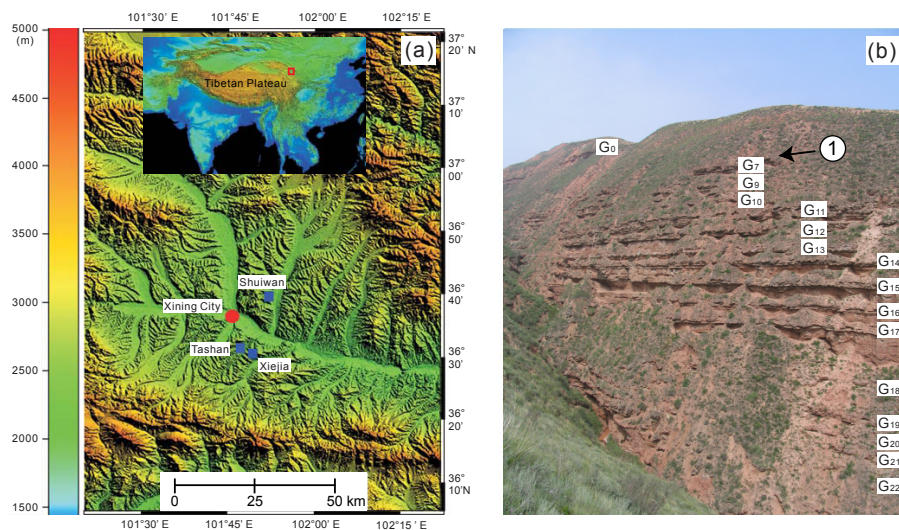 101°30' E 101°45' E 102°00' E 102°15' E
5000
(m)
4500
4000
3500
3000
2500
2000
1500
(a)
Tibetan Plateau
37°
20' N
37°
10'
37°
00'
36°
50'
36°
40'
36°
30'
36°
20'
36°
10'N
Shuiwan
Xining City
Tashan
Xiejia
0 25 50 km
101°30' E 101°45' E 102°00' E 102°15' E
(b)
1
G0
G7
G9
G10
G11
G12
G13
G14
G15
G16
G17
G18
G19
G20
G21
G22